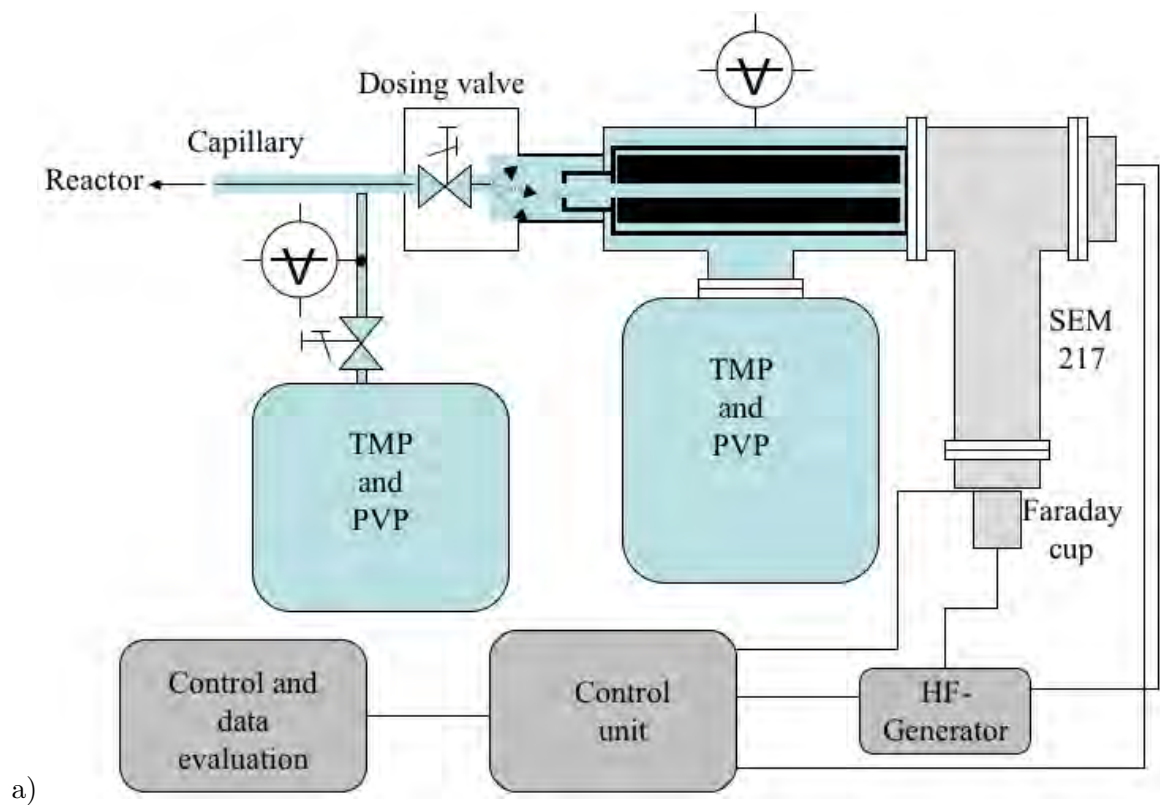 Dosing valve
Capillary
Reactor
TMP
and
PVP
TMP
and
PVP
SEM
217
Faraday
cup
Control and
data
evaluation
Control
unit
HF-
Generator
a)